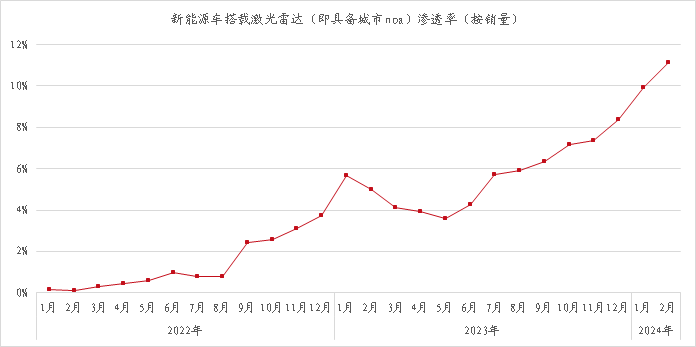 新能源车搭载激光雷达（即具备城市noa）渗透率（按销量）
12%
10%
8%
6%
4%
2%
0%
1月 2月 3月 4月 5月 6月 7月 8月 9月 10月 11月 12月 1月 2月 3月 4月 5月 6月 7月 8月 9月 10月 11月 12月 1月 2月
2022年 2023年 2024年